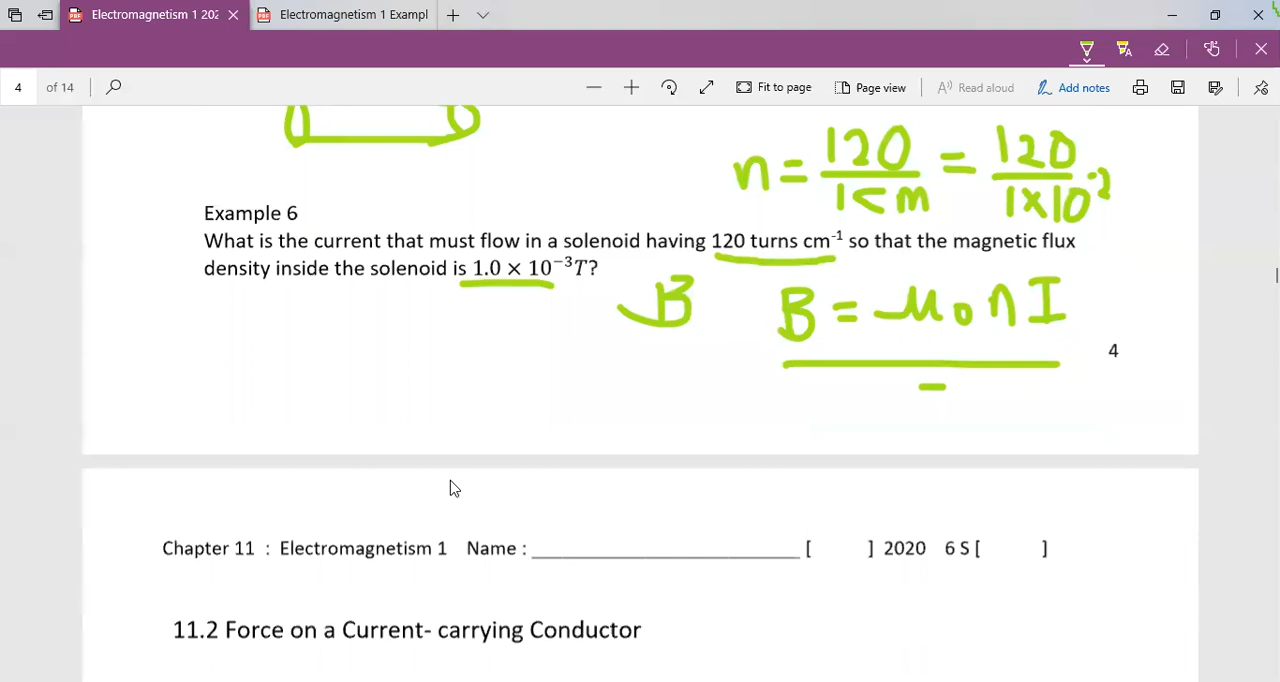 Electromagnetism 1 202
Electromagnetism 1 Exampl
4 of 14
Fit to page
Page view
Read aloud
Add notes
n = 120 / 1cm = 120 / 1×10⁻²
Example 6
What is the current that must flow in a solenoid having 120 turns cm⁻¹ so that the magnetic flux
density inside the solenoid is 1.0 × 10⁻³T?
B
B = μ₀ n I
4
Chapter 11 : Electromagnetism 1 Name : ___________________________ [ ] 2020 6 S [ ]
11.2 Force on a Current- carrying Conductor